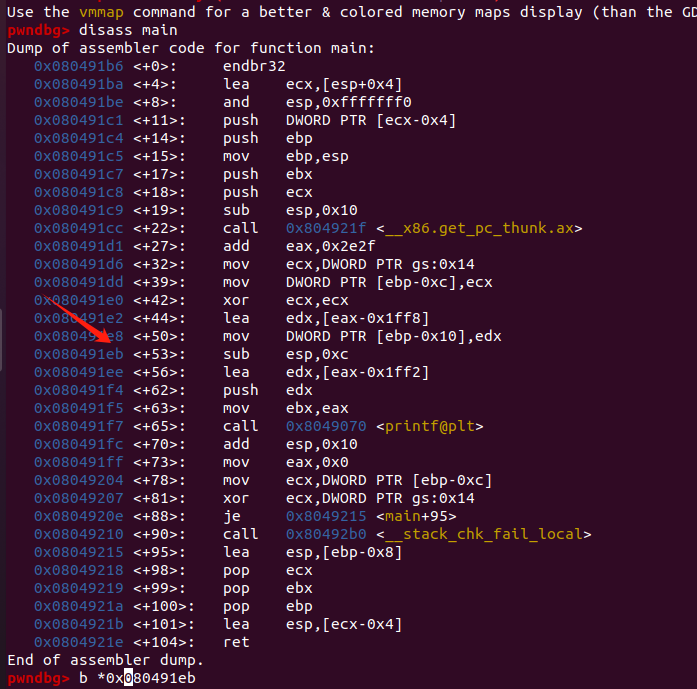 Use the vmmap command for a better & colored memory maps display (than the GD
pwndbg> disass main
Dump of assembler code for function main:
0x080491b6 <+0>: endbr32
0x080491ba <+4>: lea ecx,[esp+0x4]
0x080491be <+8>: and esp,0xfffffff0
0x080491c1 <+11>: push DWORD PTR [ecx-0x4]
0x080491c4 <+14>: push ebp
0x080491c5 <+15>: mov ebp,esp
0x080491c7 <+17>: push ebx
0x080491c8 <+18>: push ecx
0x080491c9 <+19>: sub esp,0x10
0x080491cc <+22>: call 0x804921f <__x86.get_pc_thunk.ax>
0x080491d1 <+27>: add eax,0x2e2f
0x080491d6 <+32>: mov ecx,DWORD PTR gs:0x14
0x080491dd <+39>: mov DWORD PTR [ebp-0xc],ecx
0x080491e0 <+42>: xor ecx,ecx
0x080491e2 <+44>: lea edx,[eax-0x1ff8]
0x080491e8 <+50>: mov DWORD PTR [ebp-0x10],edx
0x080491eb <+53>: sub esp,0xc
0x080491ee <+56>: lea edx,[eax-0x1ff2]
0x080491f4 <+62>: push edx
0x080491f5 <+63>: mov ebx,eax
0x080491f7 <+65>: call 0x8049070 <printf@plt>
0x080491fc <+70>: add esp,0x10
0x080491ff <+73>: mov eax,0x0
0x08049204 <+78>: mov ecx,DWORD PTR [ebp-0xc]
0x08049207 <+81>: xor ecx,DWORD PTR gs:0x14
0x0804920e <+88>: je 0x8049215 <main+95>
0x08049210 <+90>: call 0x80492b0 <__stack_chk_fail_local>
0x08049215 <+95>: lea esp,[ebp-0x8]
0x08049218 <+98>: pop ecx
0x08049219 <+99>: pop ebx
0x0804921a <+100>: pop ebp
0x0804921b <+101>: lea esp,[ecx-0x4]
0x0804921e <+104>: ret
End of assembler dump.
pwndbg> b *0x080491eb